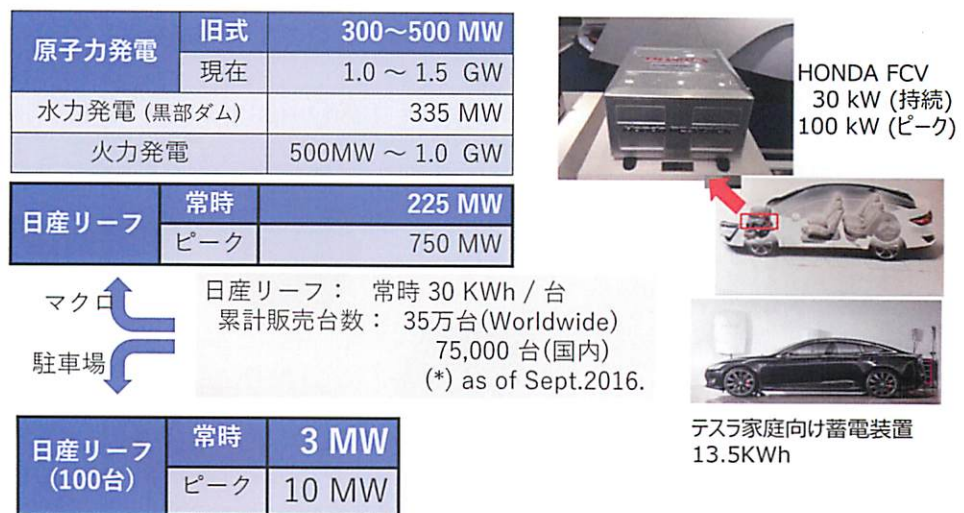 原子力発電 旧式 300～500 MW
現在 1.0 ～ 1.5 GW
水力発電 (黒部ダム) 335 MW
火力発電 500MW ～ 1.0 GW
日産リーフ 常時 225 MW
ピーク 750 MW
マクロ
駐車場
日産リーフ： 常時 30 KWh / 台
累計販売台数： 35万台(Worldwide)
75,000 台(国内)
(*) as of Sept.2016.
日産リーフ
(100台)
常時 3 MW
ピーク 10 MW
HONDA FCV
30 kW (持続)
100 kW (ピーク)
テスラ家庭向け蓄電装置
13.5KWh